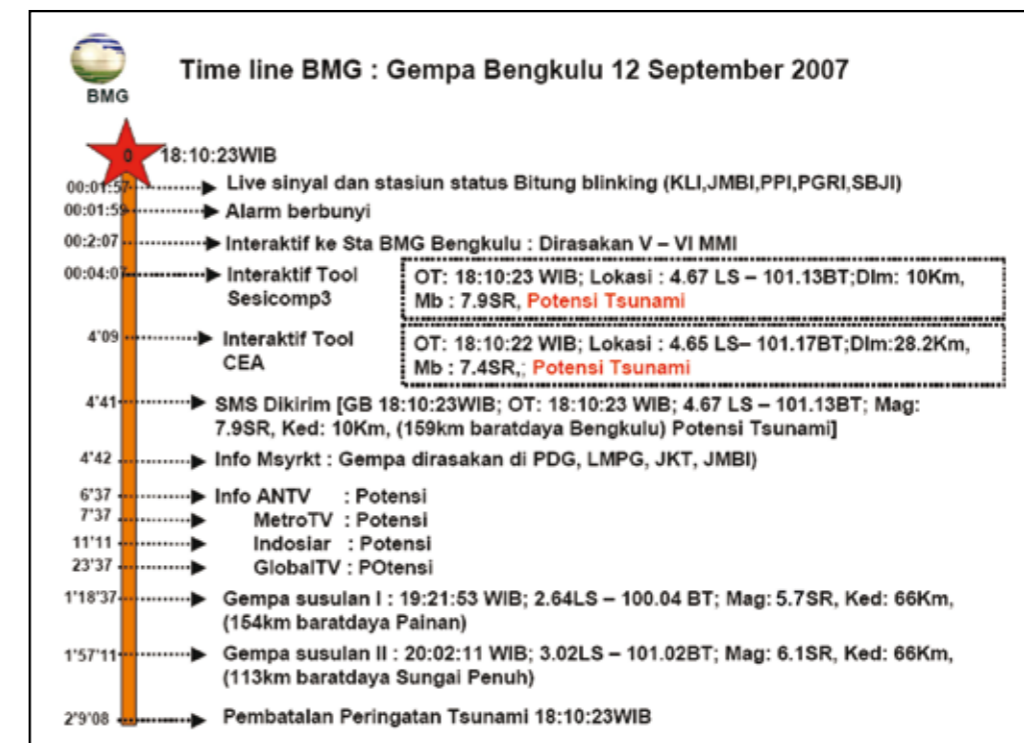 BMG
Time line BMG : Gempa Bengkulu 12 September 2007
0 18:10:23WIB
00:01:57 Live sinyal dan stasiun status Bitung blinking (KLI,JMBI,PPI,PGRI,SBJI)
00:01:59 Alarm berbunyi
00:2:07 Interaktif ke Sta BMG Bengkulu : Dirasakan V – VI MMI
00:04:07 Interaktif Tool
Sesicomp3
OT: 18:10:23 WIB; Lokasi : 4.67 LS – 101.13BT;Dlm: 10Km,
Mb : 7.9SR, Potensi Tsunami
4'09 Interaktif Tool
CEA
OT: 18:10:22 WIB; Lokasi : 4.65 LS– 101.17BT;Dlm:28.2Km,
Mb : 7.4SR,; Potensi Tsunami
4'41 SMS Dikirim [GB 18:10:23WIB; OT: 18:10:23 WIB; 4.67 LS – 101.13BT; Mag:
7.9SR, Ked: 10Km, (159km baratdaya Bengkulu) Potensi Tsunami]
4'42 Info Msyrkt : Gempa dirasakan di PDG, LMPG, JKT, JMBI)
6'37 Info ANTV : Potensi
7'37 MetroTV : Potensi
11'11 Indosiar : Potensi
23'37 GlobalTV : POtensi
1'18'37 Gempa susulan I : 19:21:53 WIB; 2.64LS – 100.04 BT; Mag: 5.7SR, Ked: 66Km,
(154km baratdaya Painan)
1'57'11 Gempa susulan II : 20:02:11 WIB; 3.02LS – 101.02BT; Mag: 6.1SR, Ked: 66Km,
(113km baratdaya Sungai Penuh)
2'9'08 Pembatalan Peringatan Tsunami 18:10:23WIB